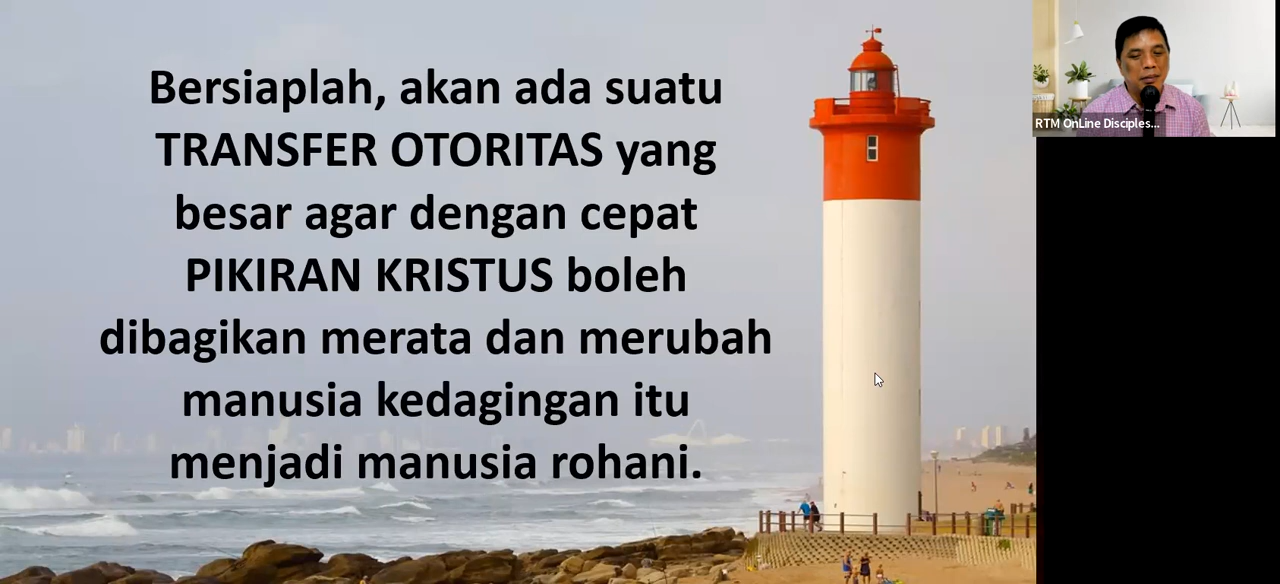 Bersiaplah, akan ada suatu
TRANSFER OTORITAS yang
besar agar dengan cepat
PIKIRAN KRISTUS boleh
dibagikan merata dan merubah
manusia kedagingan itu
menjadi manusia rohani.
RTM OnLine Disciples...